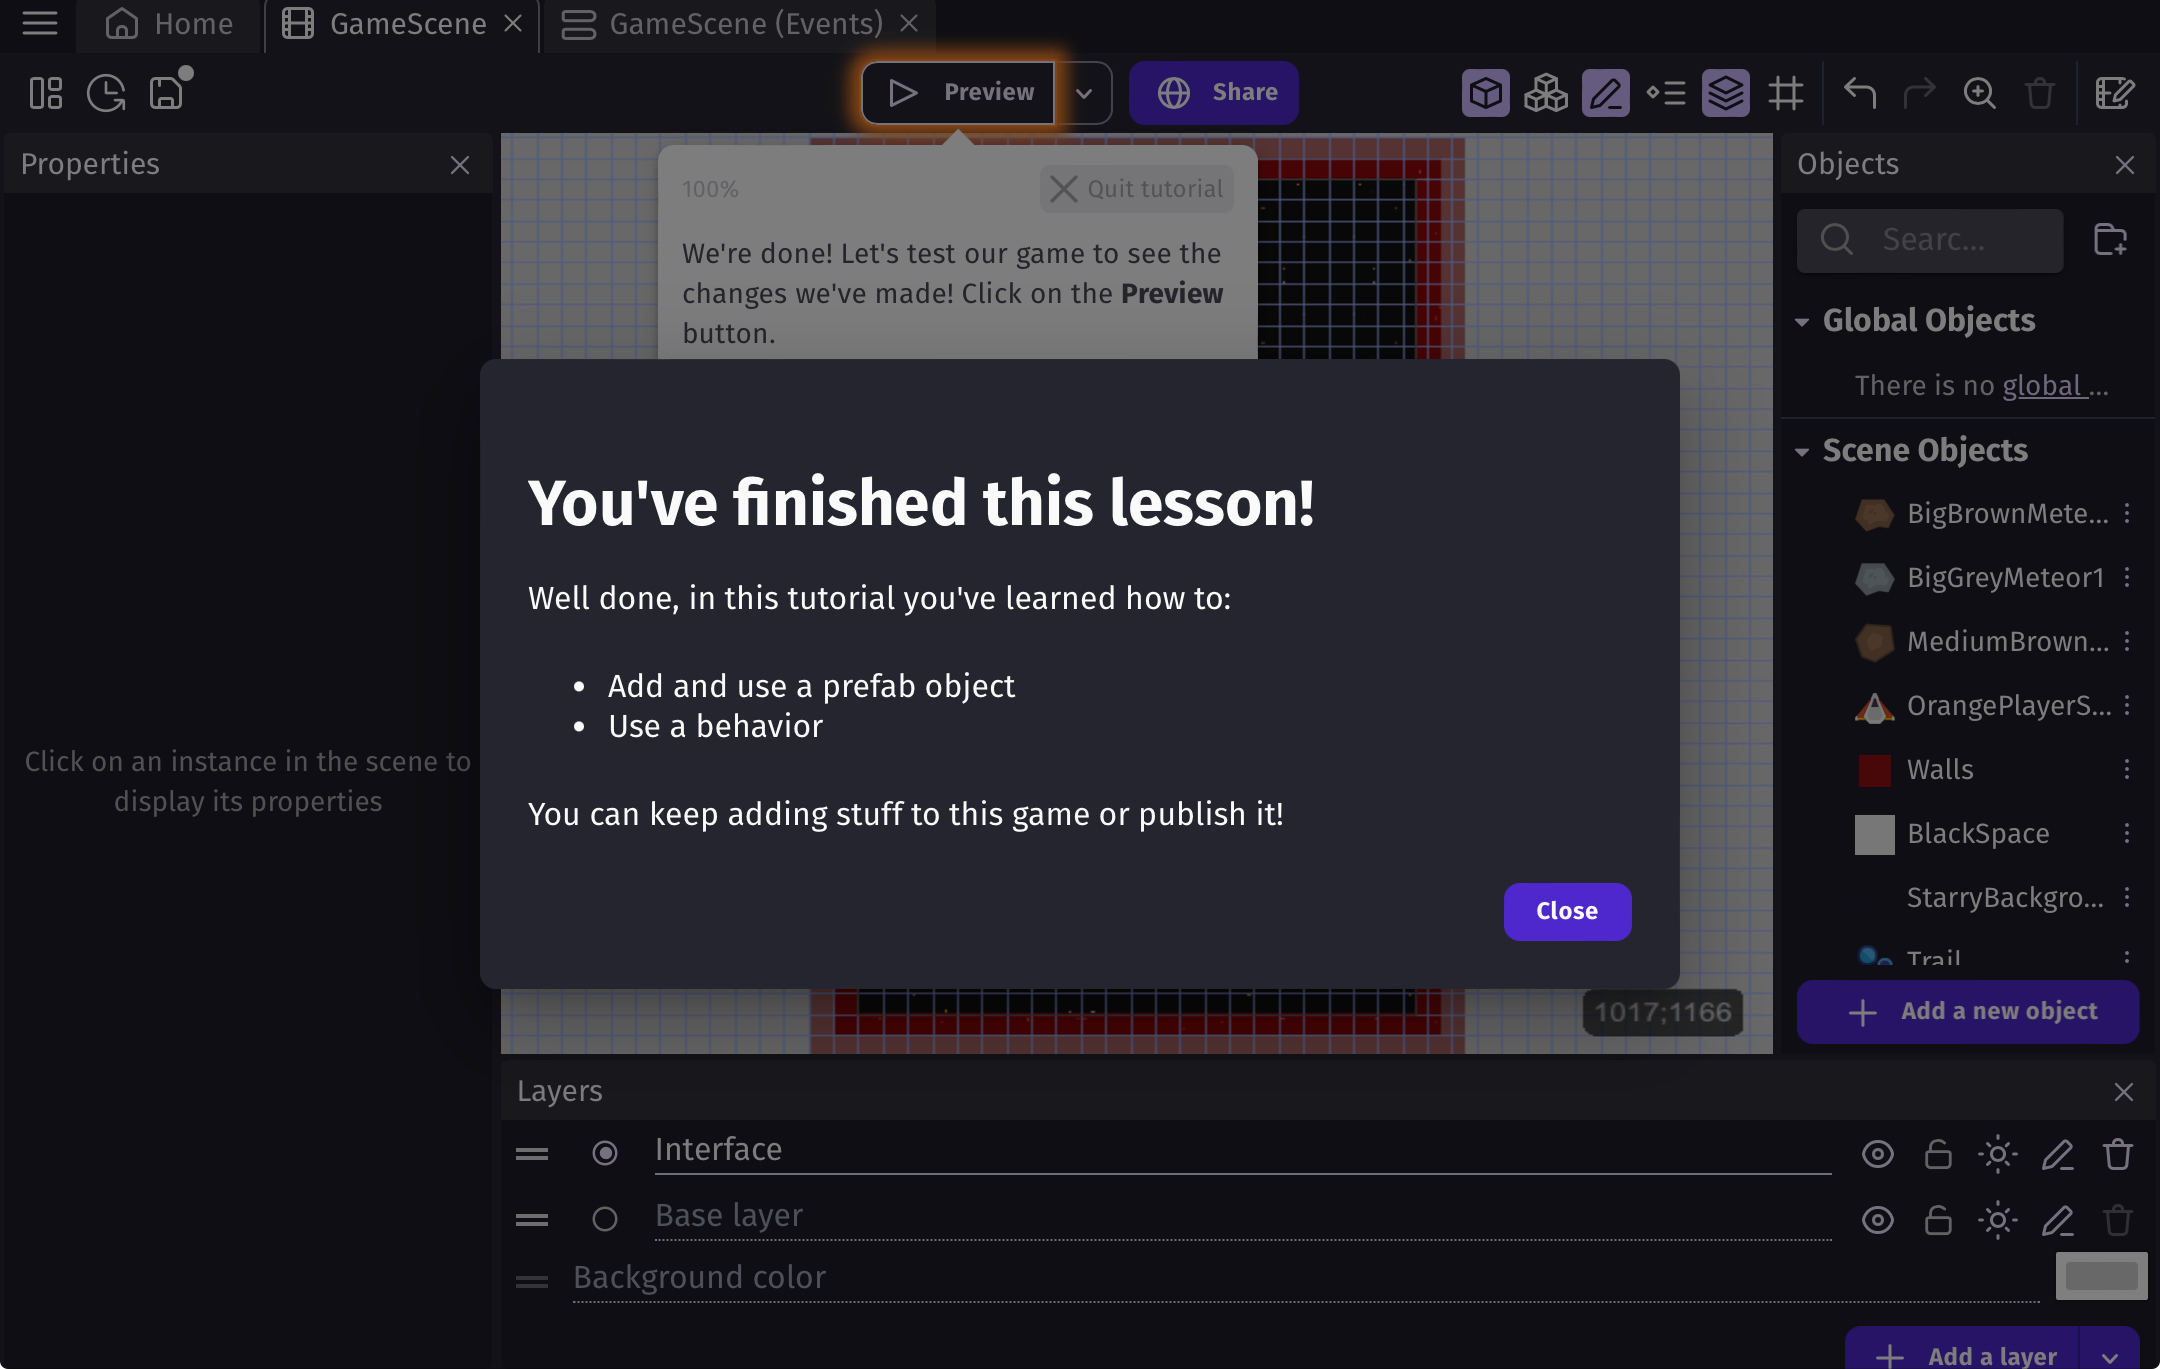 Home
GameScene
GameScene (Events)
Preview
Share
Properties
Click on an instance in the scene to
display its properties
100%
Quit tutorial
We're done! Let's test our game to see the
changes we've made! Click on the Preview
button.
You've finished this lesson!
Well done, in this tutorial you've learned how to:
• Add and use a prefab object
• Use a behavior
You can keep adding stuff to this game or publish it!
Close
1017;1166
Objects
Searc...
Global Objects
There is no global ...
Scene Objects
BigBrownMete...
BigGreyMeteor1
MediumBrown...
OrangePlayerS...
Walls
BlackSpace
StarryBackgro...
Trail
Add a new object
Layers
Interface
Base layer
Background color
Add a layer